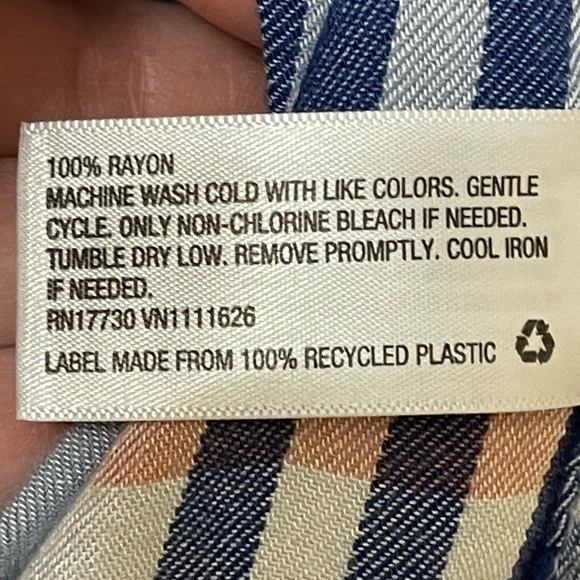 100% RAYON
MACHINE WASH COLD WITH LIKE COLORS. GENTLE
CYCLE. ONLY NON-CHLORINE BLEACH IF NEEDED.
TUMBLE DRY LOW. REMOVE PROMPTLY. COOL IRON
IF NEEDED.
RN17730 VN1111626
LABEL MADE FROM 100% RECYCLED PLASTIC